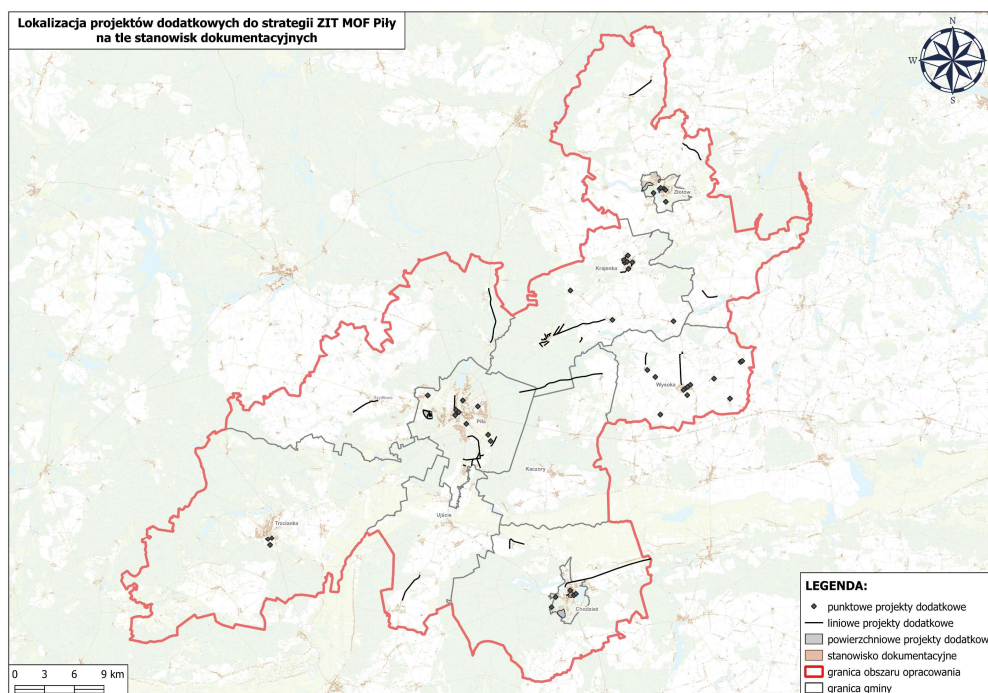 Lokalizacja projektów dodatkowych do strategii ZIT MOF Piły
na tle stanowisk dokumentacyjnych
N
W
E
S
Złotów
Krajenka
Wysoka
Szydłowo
Piła
Kaczory
Ujście
Trzcianka
Chodzież
LEGENDA:
punktowe projekty dodatkowe
liniowe projekty dodatkowe
powierzchniowe projekty dodatkow
stanowisko dokumentacyjne
granica obszaru opracowania
granica gminy
0 3 6 9 km